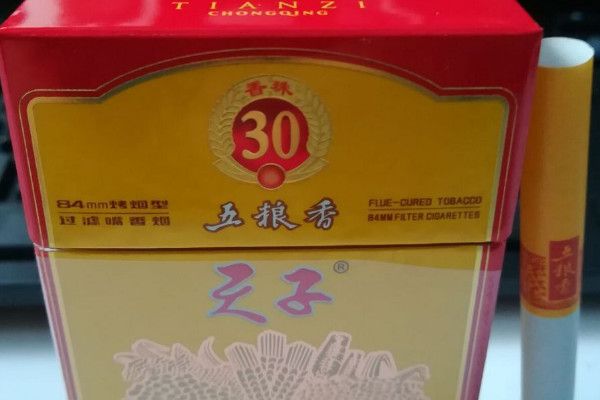 TIANZI
CHONGQING
香珠
30
84mm烤烟型
过滤嘴香烟
五粮香
FLUE-CURED TOBACCO
84MM FILTER CIGARETTES
天子®
五粮香